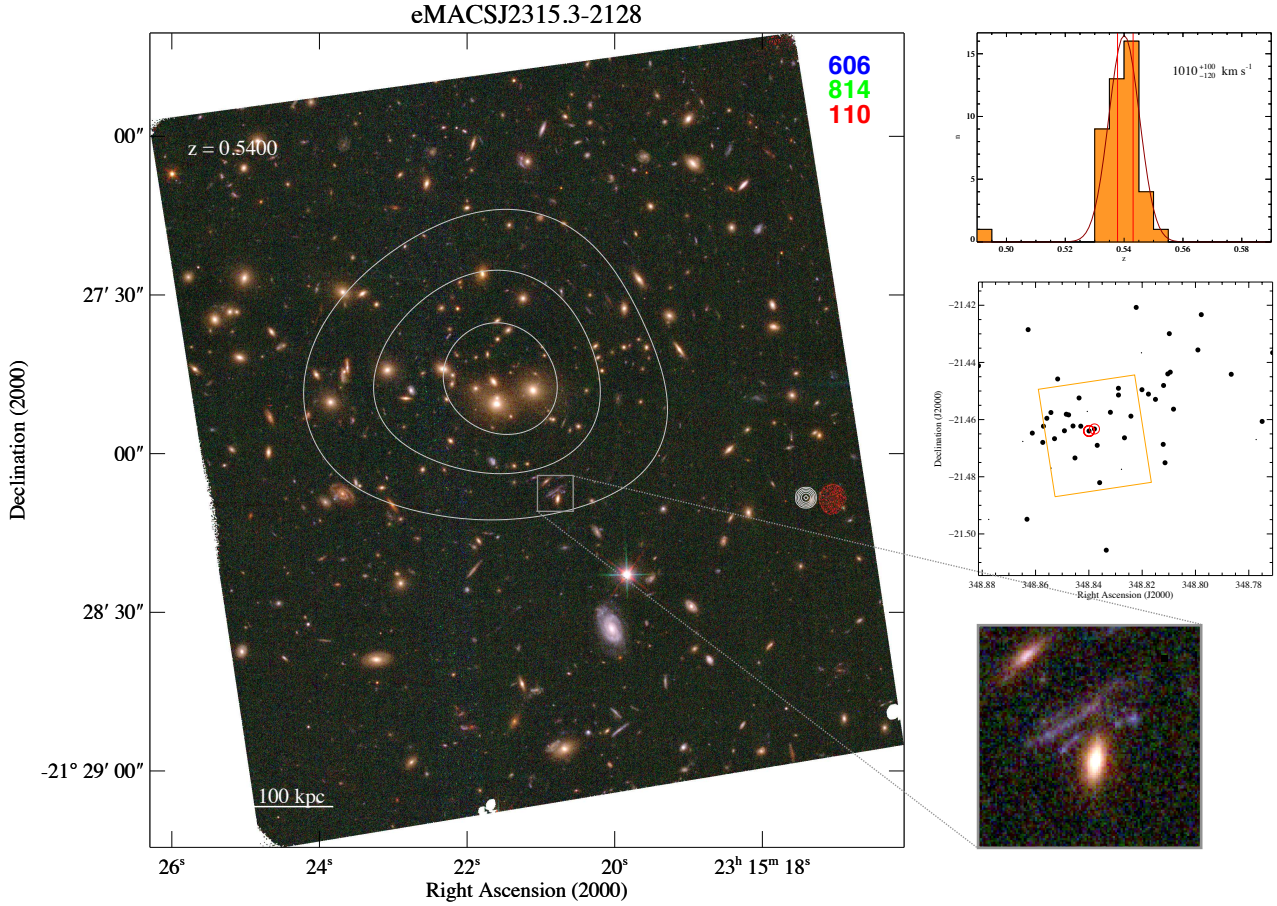 eMACSJ2315.3-2128
606
814
110
z = 0.5400
00″
27′ 30″
00″
28′ 30″
-21° 29′ 00″
Declination (2000)
100 kpc
26ˢ 24ˢ 22ˢ 20ˢ 23ʰ 15ᵐ 18ˢ
Right Ascension (2000)
1010 +100 −120 km s⁻¹
15
10
5
0
n
0.50 0.52 0.54 0.56 0.58
z
−21.42
−21.44
−21.46
−21.48
−21.50
Declination (J2000)
348.88 348.86 348.84 348.82 348.80 348.78
Right Ascension (J2000)